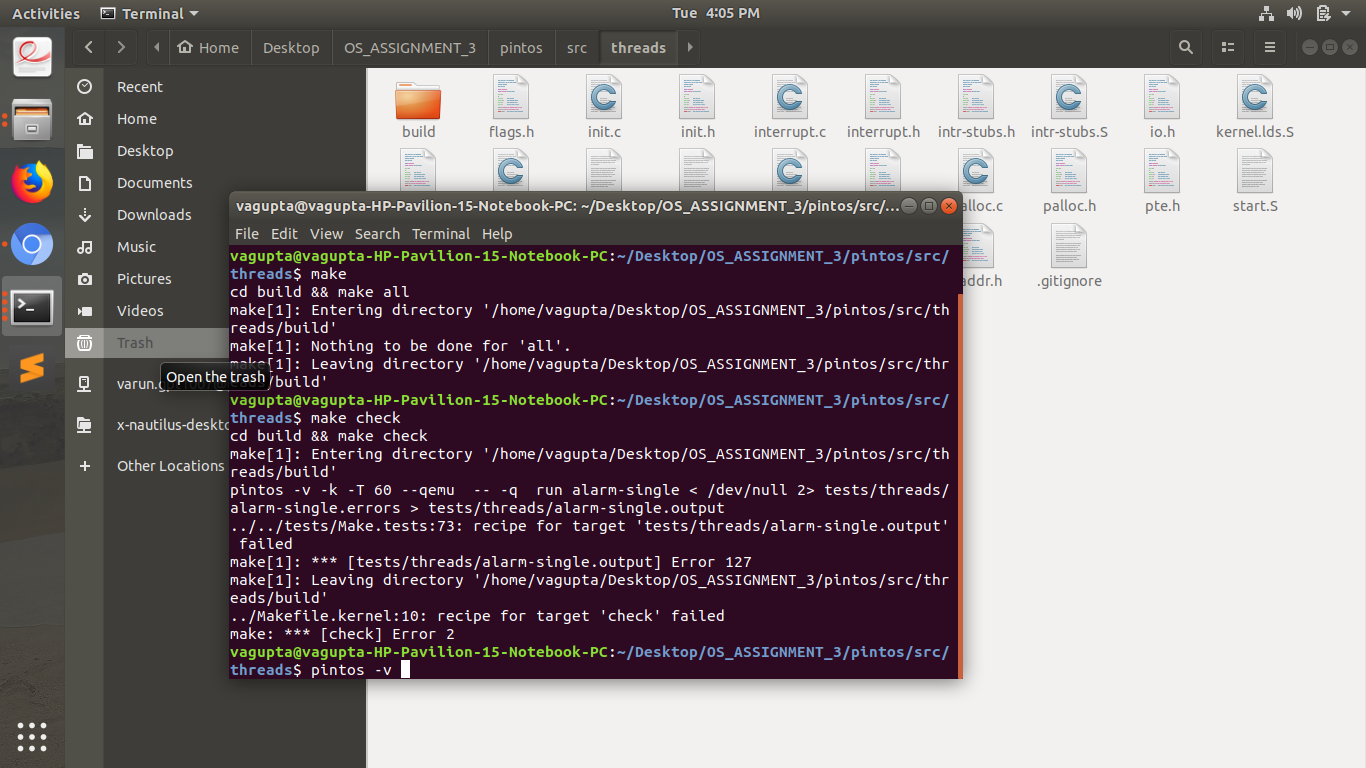 Activities Terminal Tue 4:05 PM
Home Desktop OS_ASSIGNMENT_3 pintos src threads
Recent
Home
Desktop
Documents
Downloads
Music
Pictures
Videos
Trash
Open the trash
x-nautilus-deskto
Other Locations
build flags.h init.c init.h interrupt.c interrupt.h intr-stubs.h intr-stubs.S io.h kernel.lds.S
alloc.c palloc.h pte.h start.S
addr.h .gitignore
vagupta@vagupta-HP-Pavilion-15-Notebook-PC: ~/Desktop/OS_ASSIGNMENT_3/pintos/src/...
File Edit View Search Terminal Help
vagupta@vagupta-HP-Pavilion-15-Notebook-PC:~/Desktop/OS_ASSIGNMENT_3/pintos/src/
threads$ make
cd build && make all
make[1]: Entering directory '/home/vagupta/Desktop/OS_ASSIGNMENT_3/pintos/src/th
reads/build'
make[1]: Nothing to be done for 'all'.
make[1]: Leaving directory '/home/vagupta/Desktop/OS_ASSIGNMENT_3/pintos/src/thr
eads/build'
vagupta@vagupta-HP-Pavilion-15-Notebook-PC:~/Desktop/OS_ASSIGNMENT_3/pintos/src/
threads$ make check
cd build && make check
make[1]: Entering directory '/home/vagupta/Desktop/OS_ASSIGNMENT_3/pintos/src/th
reads/build'
pintos -v -k -T 60 --qemu  -- -q  run alarm-single < /dev/null 2> tests/threads/
alarm-single.errors > tests/threads/alarm-single.output
../../tests/Make.tests:73: recipe for target 'tests/threads/alarm-single.output'
failed
make[1]: *** [tests/threads/alarm-single.output] Error 127
make[1]: Leaving directory '/home/vagupta/Desktop/OS_ASSIGNMENT_3/pintos/src/thr
eads/build'
../Makefile.kernel:10: recipe for target 'check' failed
make: *** [check] Error 2
vagupta@vagupta-HP-Pavilion-15-Notebook-PC:~/Desktop/OS_ASSIGNMENT_3/pintos/src/
threads$ pintos -v